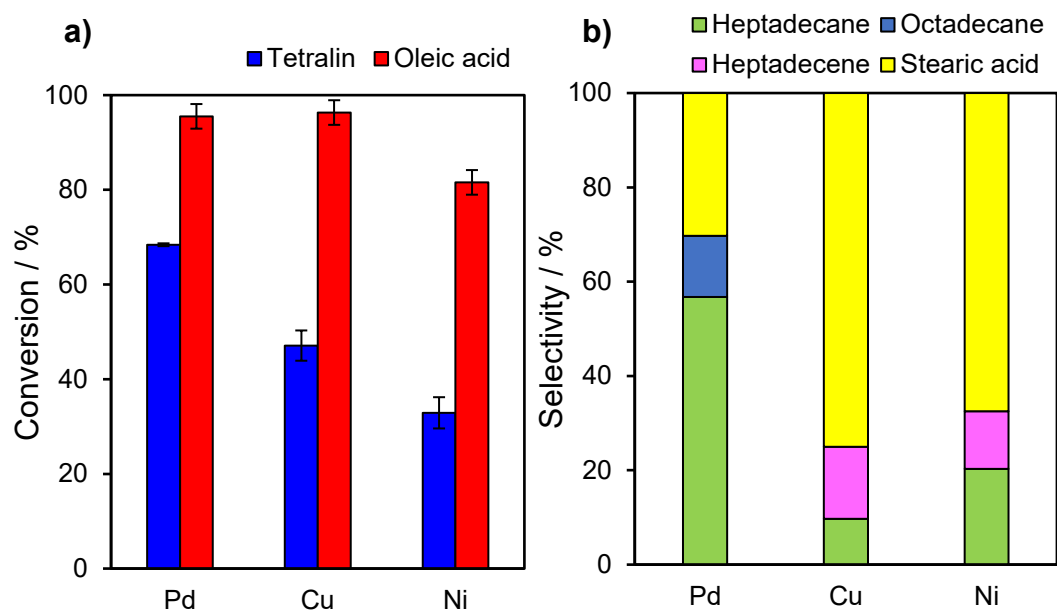 a)
Tetralin Oleic acid
Conversion / %
100
80
60
40
20
0
Pd Cu Ni
b)
Heptadecane Octadecane
Heptadecene Stearic acid
Selectivity / %
100
80
60
40
20
0
Pd Cu Ni